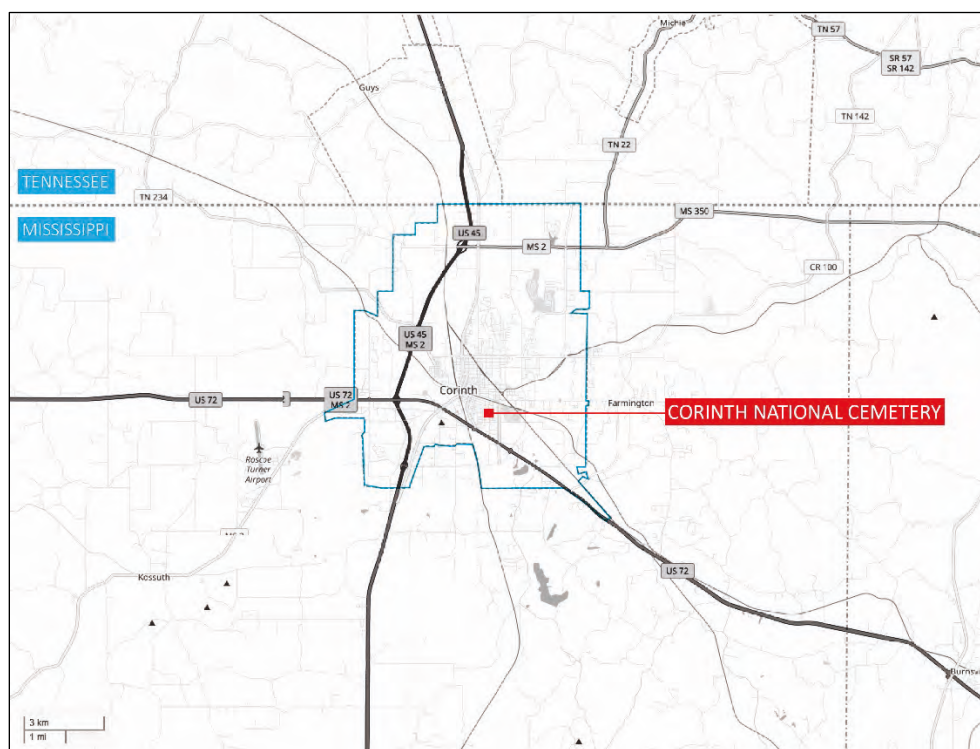 Michie
TN 57
SR 57
SR 142
Guys
TN 142
TN 22
TENNESSEE
TN 234
MS 350
MISSISSIPPI
US 45
MS 2
CR 100
US 45
MS 2
Corinth
US 72
US 72
MS 2
Farmington
CORINTH NATIONAL CEMETERY
Roscoe
Turner
Airport
US 72
Kossuth
3 km
1 mi